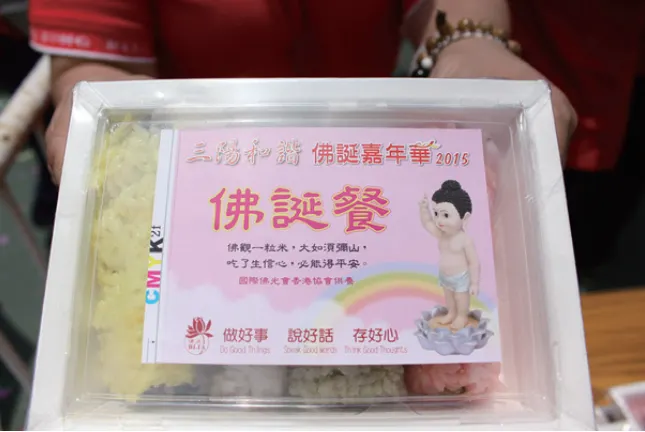 三陽和諧 佛誕嘉年華2015
佛誕餐
佛觀一粒米，大如須彌山，
吃了生信心，必能得平安。
國際佛光會香港協會供養
做好事 說好話 存好心
Do Good Things Speak Good Words Think Good Thoughts
CMYK 21